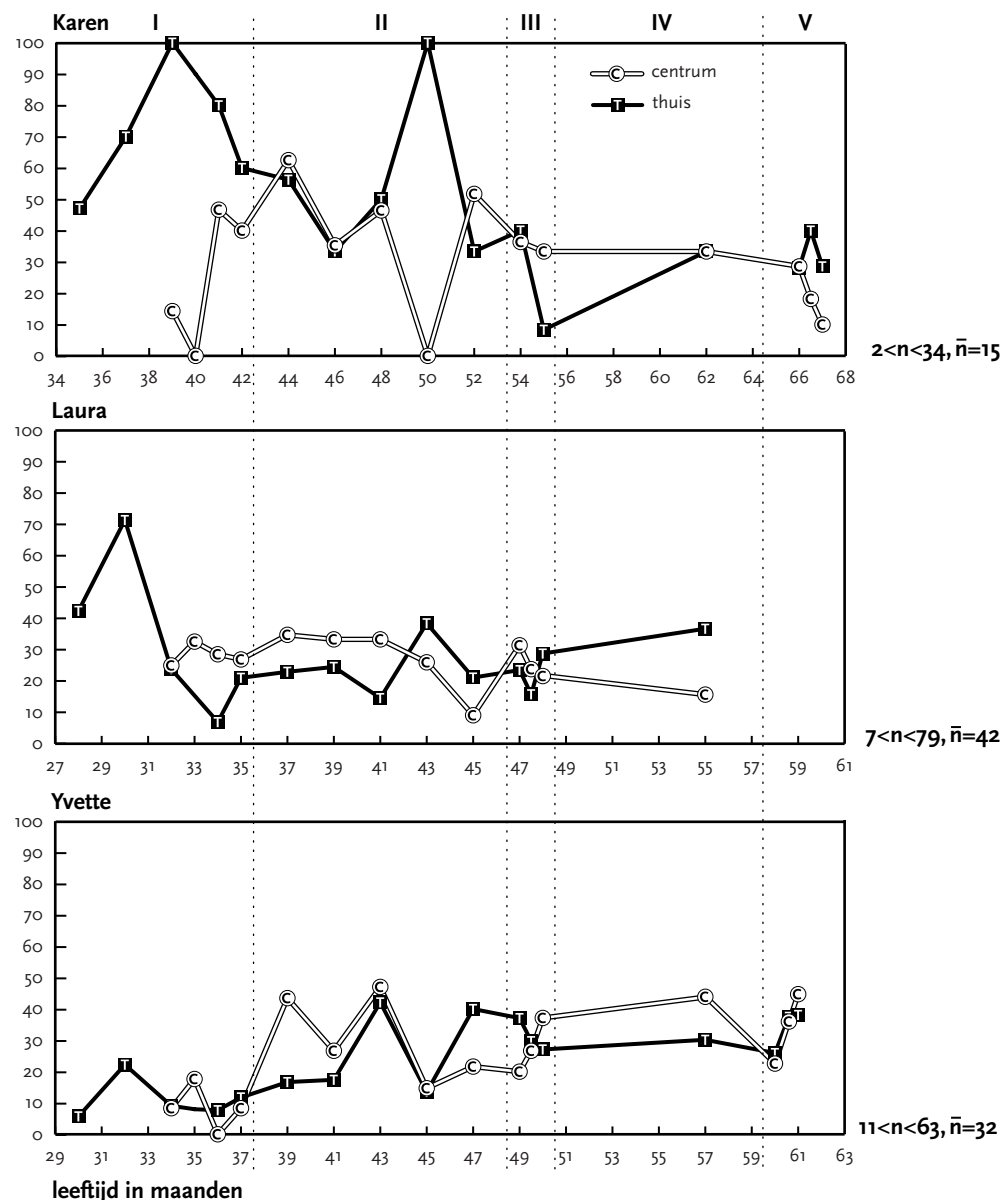 Karen I II III IV V
100
90
80
70
60
50
40
30
20
10
0
C centrum
T thuis
34 36 38 40 42 44 46 48 50 52 54 56 58 60 62 64 66 68
2<n<34, n̄=15
Laura
100
90
80
70
60
50
40
30
20
10
0
27 29 31 33 35 37 39 41 43 45 47 49 51 53 55 57 59 61
7<n<79, n̄=42
Yvette
100
90
80
70
60
50
40
30
20
10
0
29 31 33 35 37 39 41 43 45 47 49 51 53 55 57 59 61 63
11<n<63, n̄=32
leeftijd in maanden